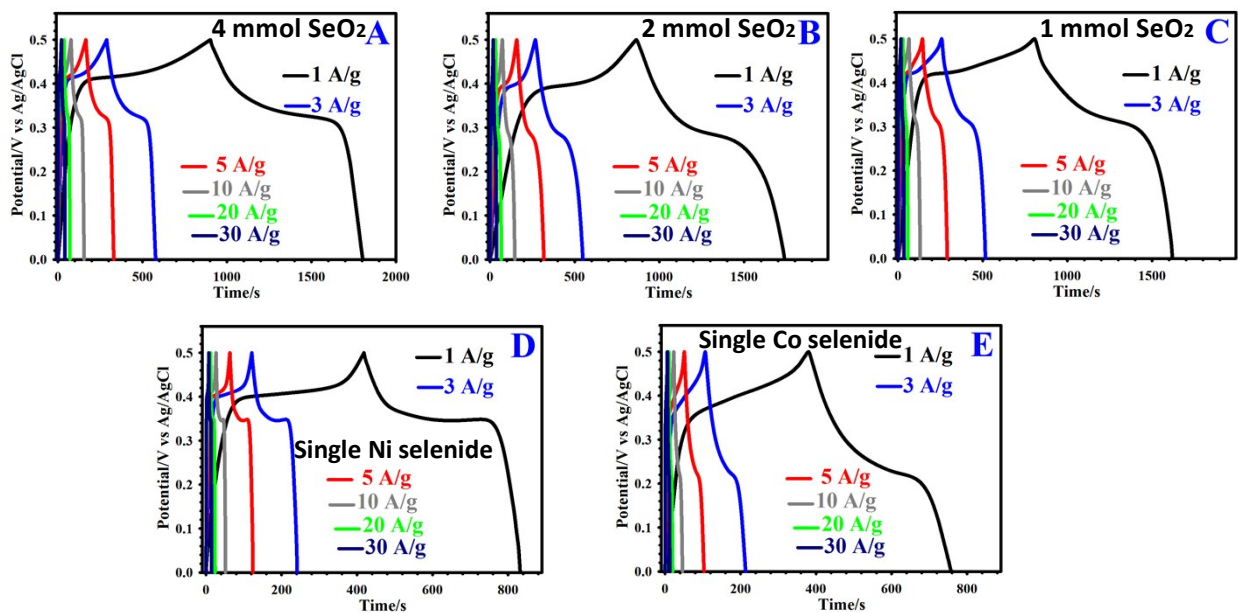 4 mmol SeO₂ A
0.5
0.4
0.3
0.2
0.1
0.0
Potential/V vs Ag/AgCl
1 A/g
3 A/g
5 A/g
10 A/g
20 A/g
30 A/g
0 500 1000 1500 2000
Time/s
2 mmol SeO₂ B
0.5
0.4
0.3
0.2
0.1
0.0
Potential/V vs Ag/AgCl
1 A/g
3 A/g
5 A/g
10 A/g
20 A/g
30 A/g
0 500 1000 1500
Time/s
1 mmol SeO₂ C
0.5
0.4
0.3
0.2
0.1
0.0
Potential/V vs Ag/AgCl
1 A/g
3 A/g
5 A/g
10 A/g
20 A/g
30 A/g
0 500 1000 1500
Time/s
D
0.5
0.4
0.3
0.2
0.1
0.0
Potential/V vs Ag/AgCl
1 A/g
3 A/g
Single Ni selenide
5 A/g
10 A/g
20 A/g
30 A/g
0 200 400 600 800
Time/s
Single Co selenide E
0.5
0.4
0.3
0.2
0.1
0.0
Potential/V vs Ag/AgCl
1 A/g
3 A/g
5 A/g
10 A/g
20 A/g
30 A/g
0 200 400 600 800
Time/s